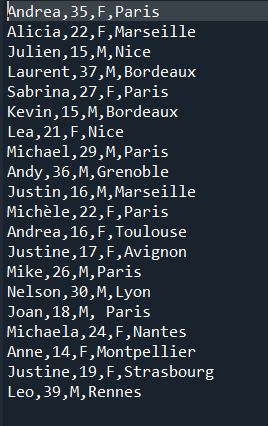 Andrea,35,F,Paris
Alicia,22,F,Marseille
Julien,15,M,Nice
Laurent,37,M,Bordeaux
Sabrina,27,F,Paris
Kevin,15,M,Bordeaux
Lea,21,F,Nice
Michael,29,M,Paris
Andy,36,M,Grenoble
Justin,16,M,Marseille
Michèle,22,F,Paris
Andrea,16,F,Toulouse
Justine,17,F,Avignon
Mike,26,M,Paris
Nelson,30,M,Lyon
Joan,18,M, Paris
Michaela,24,F,Nantes
Anne,14,F,Montpellier
Justine,19,F,Strasbourg
Leo,39,M,Rennes